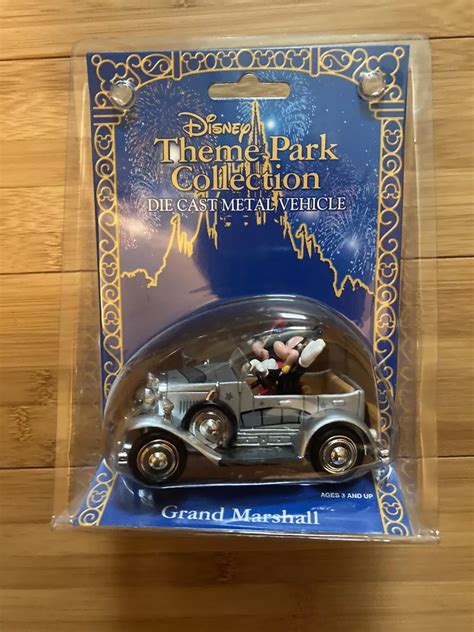 Disney
Theme Park
Collection
DIE CAST METAL VEHICLE
AGES 3 AND UP
Grand Marshall